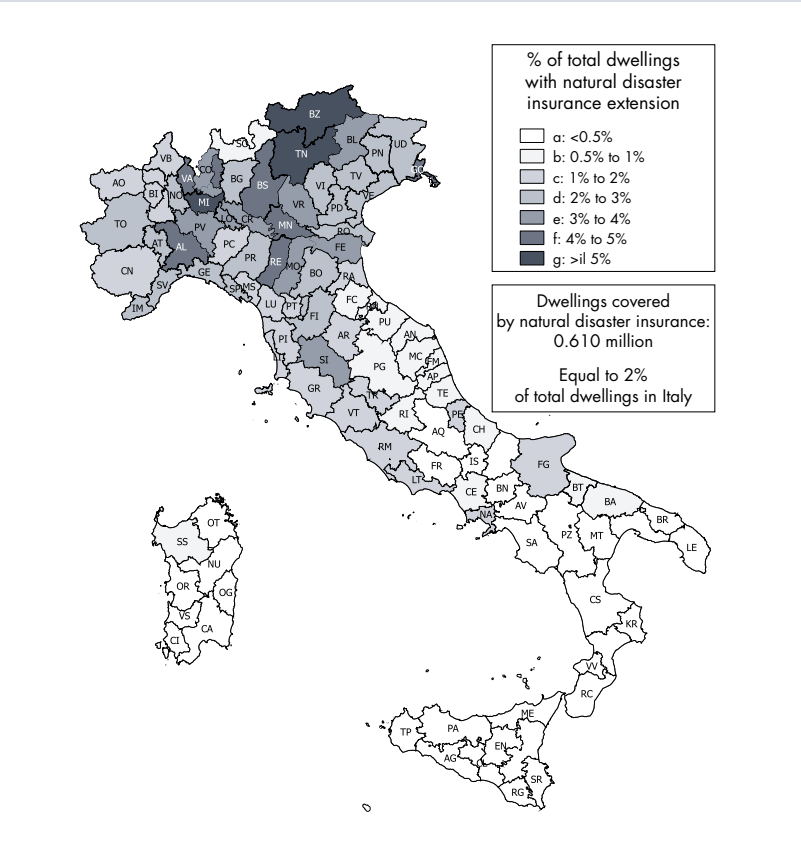 % of total dwellings
with natural disaster
insurance extension
a: <0.5%
b: 0.5% to 1%
c: 1% to 2%
d: 2% to 3%
e: 3% to 4%
f: 4% to 5%
g: >il 5%
Dwellings covered
by natural disaster insurance:
0.610 million
Equal to 2%
of total dwellings in Italy
BZ
BL
SO
TN
PN
UD
VB
GO
CO
TV
AO
VA
BG
BS
VI
BI
NO
MI
VR
PD
TO
LO
CR
PV
MN
RO
AT
AL
PC
FE
PR
RE
MO
CN
GE
BO
RA
SV
SP
MS
IM
LU
PT
FC
FI
PU
PI
AR
AN
SI
MC
FM
PG
AP
GR
TE
TR
VT
RI
PE
AQ
CH
RM
FR
IS
FG
LT
CE
BN
BT
AV
BA
NA
OT
BR
SS
SA
PZ
MT
LE
NU
OR
OG
CS
VS
CA
KR
CI
VV
RC
ME
TP
PA
EN
AG
SR
RG